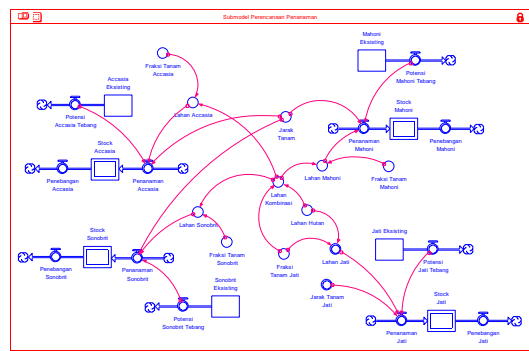 Submodel Perencanaan Penanaman
Mahoni
Eksisting
Fraksi Tanam
Accasia
Potensi
Mahoni Tebang
Accasia
Eksisting
Lahan Accasia
Stock
Mahoni
Potensi
Accasia Tebang
Jarak
Tanam
Stock
Accasia
Penanaman
Mahoni
Penebangan
Mahoni
Penebangan
Accasia
Penanaman
Accasia
Lahan Mahoni
Fraksi Tanam
Mahoni
Lahan
Kombinasi
Lahan Sonobrit
Lahan Hutan
Stock
Sonobrit
Jati Eksisting
Fraksi Tanam
Sonobrit
Fraksi
Tanam Jati
Lahan Jati
Potensi
Jati Tebang
Penebangan
Sonobrit
Penanaman
Sonobrit
Sonobrit
Eksisting
Jarak Tanam
Jati
Stock
Jati
Potensi
Sonobrit Tebang
Penanaman
Jati
Penebangan
Jati